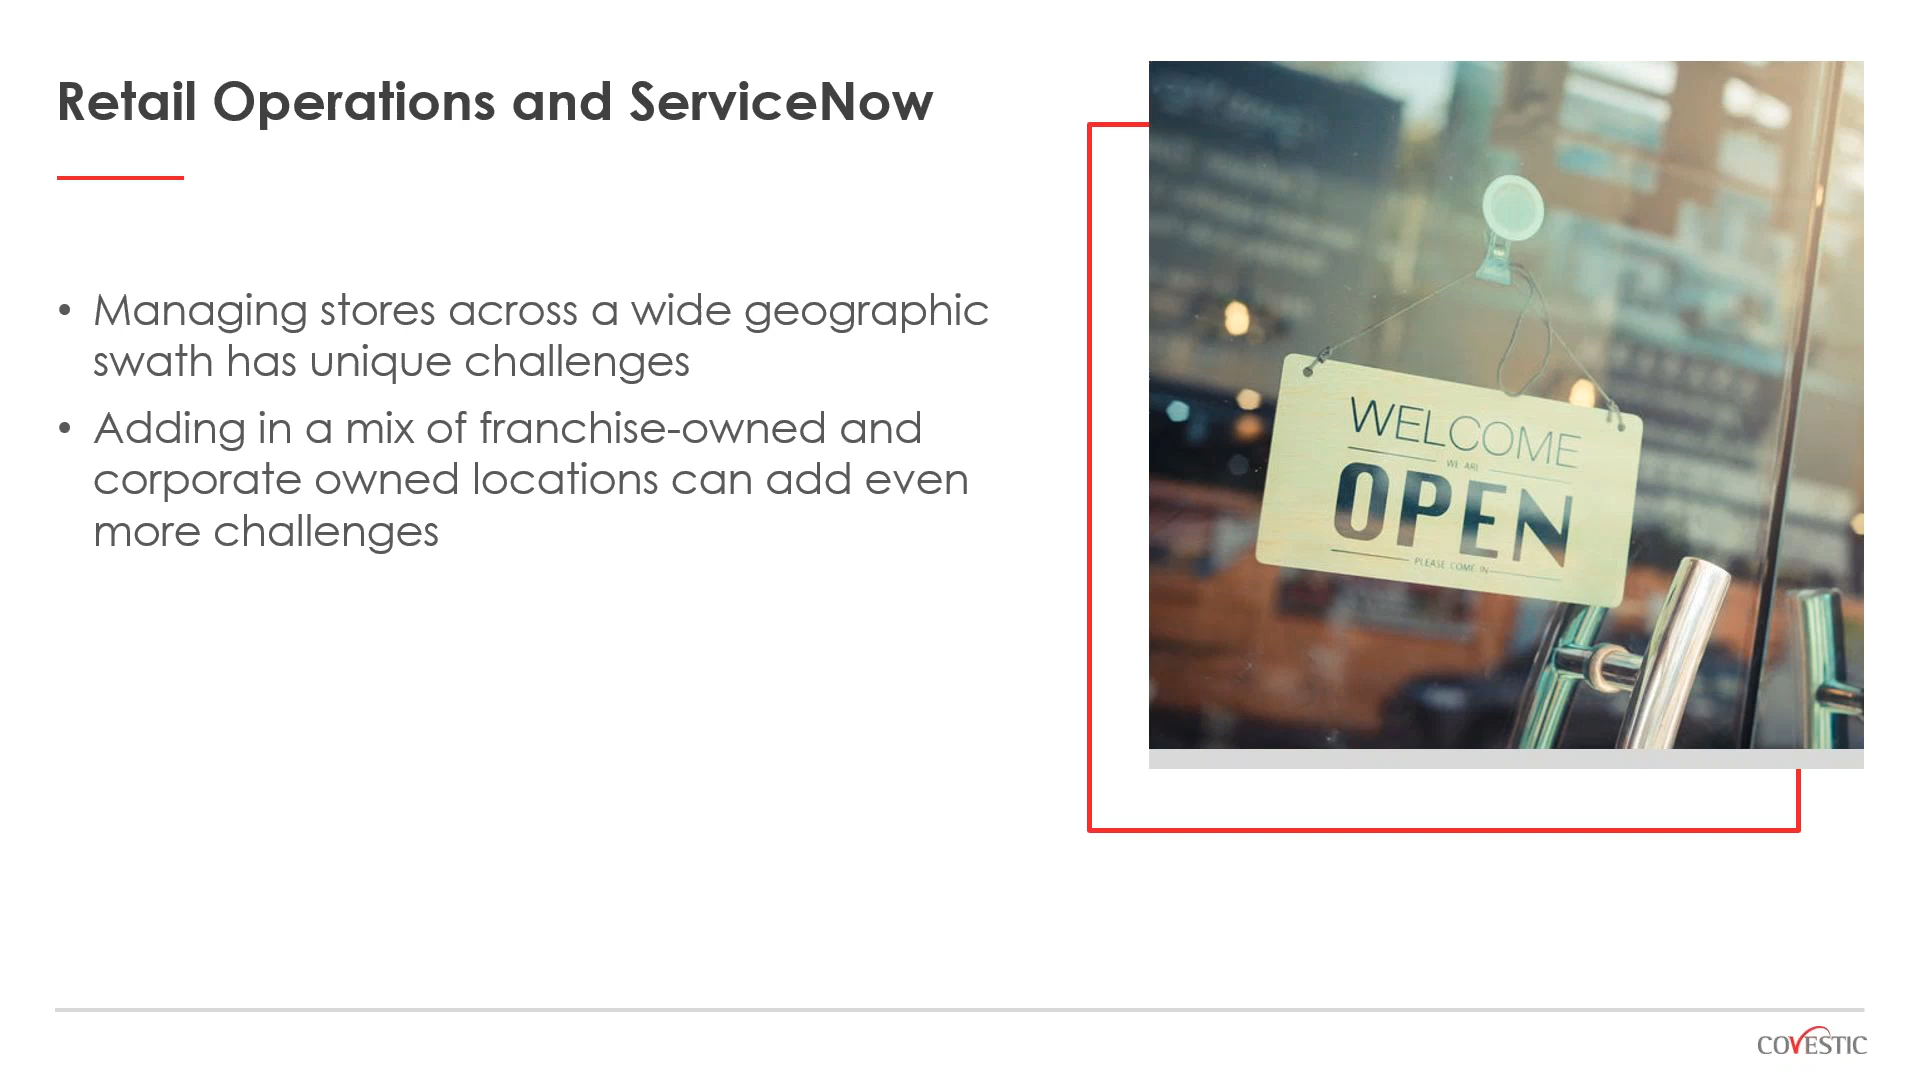 Retail Operations and ServiceNow
• Managing stores across a wide geographic
swath has unique challenges
• Adding in a mix of franchise-owned and
corporate owned locations can add even
more challenges
WELCOME
WE ARE
OPEN
PLEASE COME IN
COVESTIC